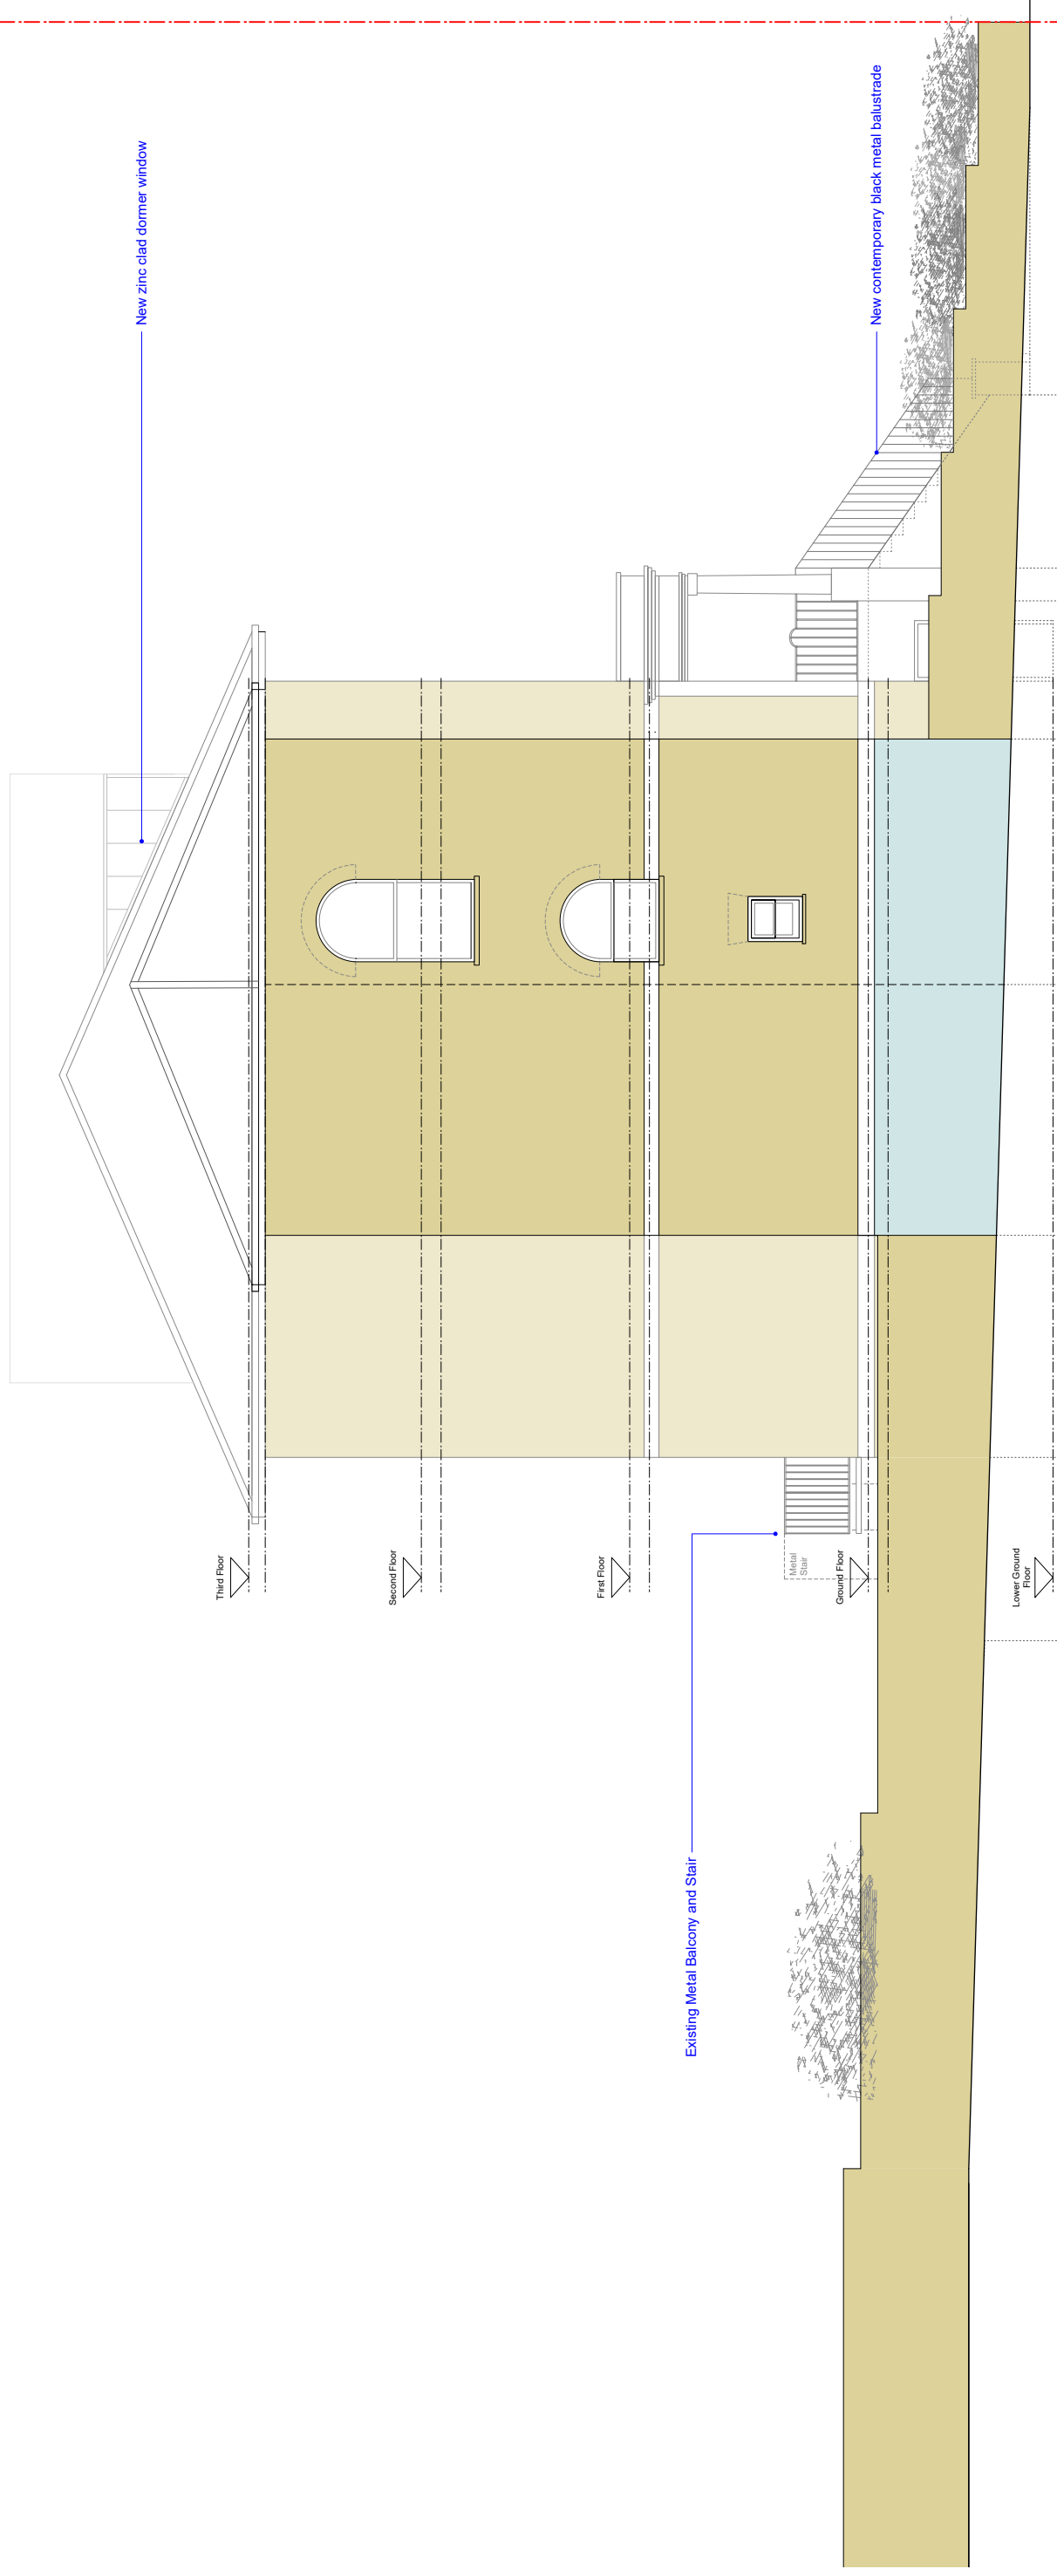 New zinc clad dormer window
New contemporary black metal balustrade
Existing Metal Balcony and Stair
Metal
Stair
Third Floor
Second Floor
First Floor
Ground Floor
Lower Ground
Floor